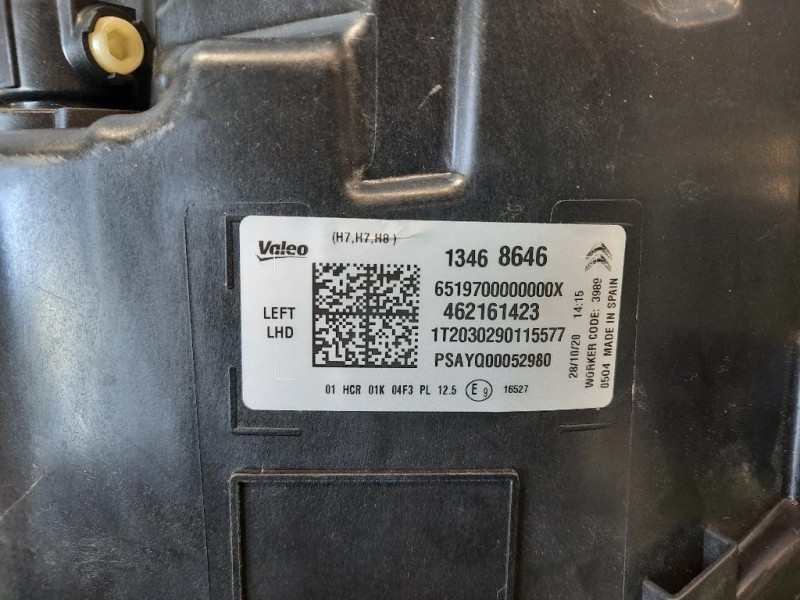 Valeo
(H7,H7,H8)
LEFT
LHD
1346 8646
6519700000000X
462161423
1T2030290115577
PSAYQ00052980
01 HCR 01K 04F3 PL 12.5 E9 16527
28/10/20 14:15
WORKER CODE: 3989
0504 MADE IN SPAIN